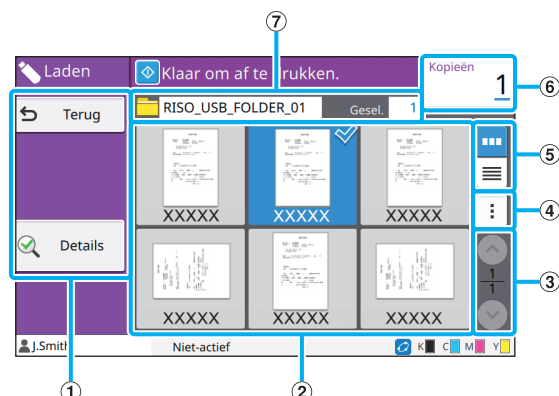 ⑦
Laden
Klaar om af te drukken.
Kopieën
1
⑥
Terug
RISO_USB_FOLDER_01
Gesel.
1
⑤
XXXXX
XXXXX
XXXXX
④
Details
1
1
③
XXXXX
XXXXX
XXXXX
J.Smith
Niet-actief
K
C
M
Y
①
②